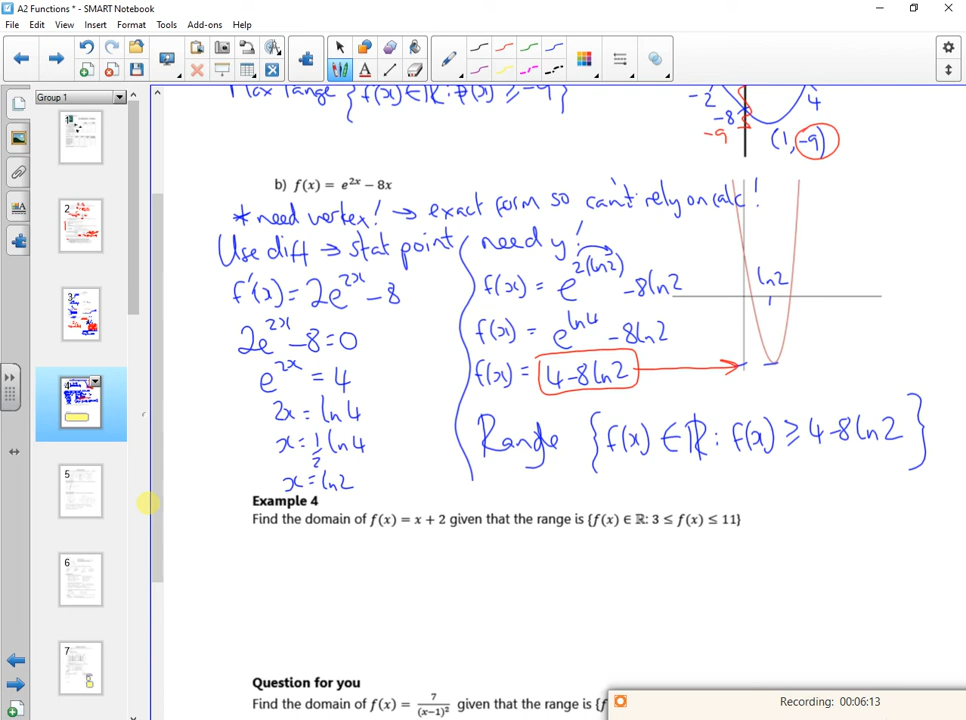 A2 Functions * - SMART Notebook
File Edit View Insert Format Tools Add-ons Help
Group 1
1
2
3
4
5
6
7
Max range {f(x) ∈ ℝ : f(x) ≥ -9}
-2
4
-8
-9
(1, -9)
b) f(x) = e^{2x} − 8x
*need vertex! → exact form so can't rely on calc!
Use diff → stat point
need y!
f'(x) = 2e^{2x} - 8
2e^{2x} - 8 = 0
e^{2x} = 4
2x = ln4
x = 1/2 ln4
x = ln2
f(x) = e^{2(ln2)} - 8ln2
f(x) = e^{ln4} - 8ln2
f(x) = 4-8ln2
ln2
Range {f(x) ∈ ℝ : f(x) ≥ 4-8ln2}
Example 4
Find the domain of f(x) = x + 2 given that the range is {f(x) ∈ ℝ: 3 ≤ f(x) ≤ 11}
Question for you
Find the domain of f(x) = 7/(x−1)² given that the range is {f
Recording: 00:06:13